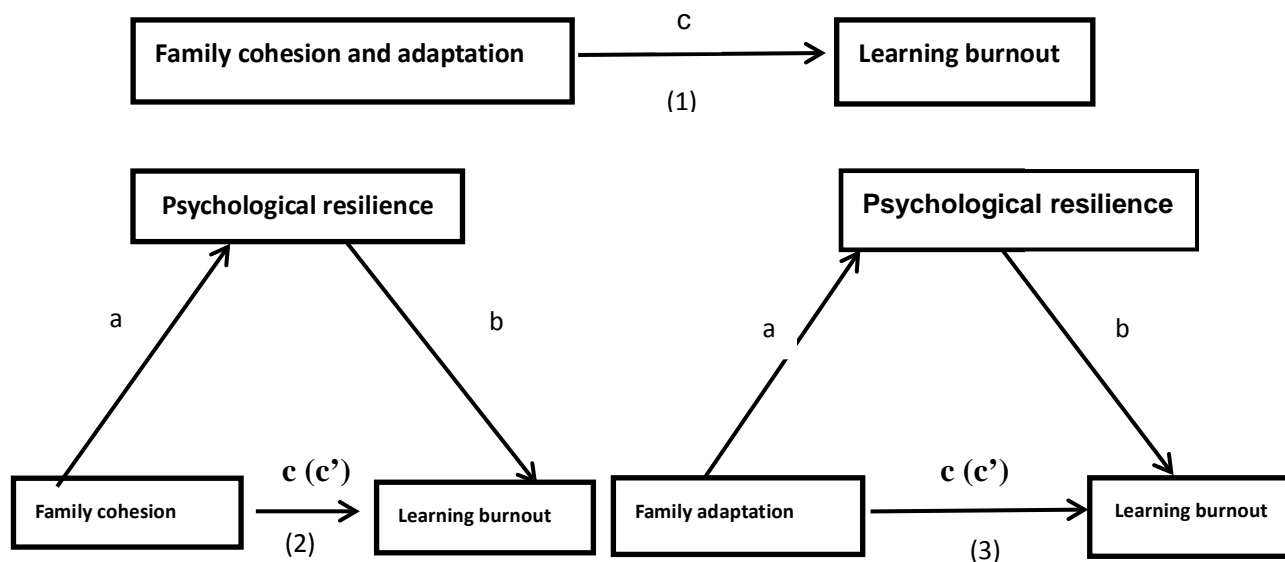 c
Family cohesion and adaptation
Learning burnout
(1)
Psychological resilience
Psychological resilience
a
b
a
b
c (c’)
c (c’)
Family cohesion
Learning burnout
Family adaptation
Learning burnout
(2)
(3)